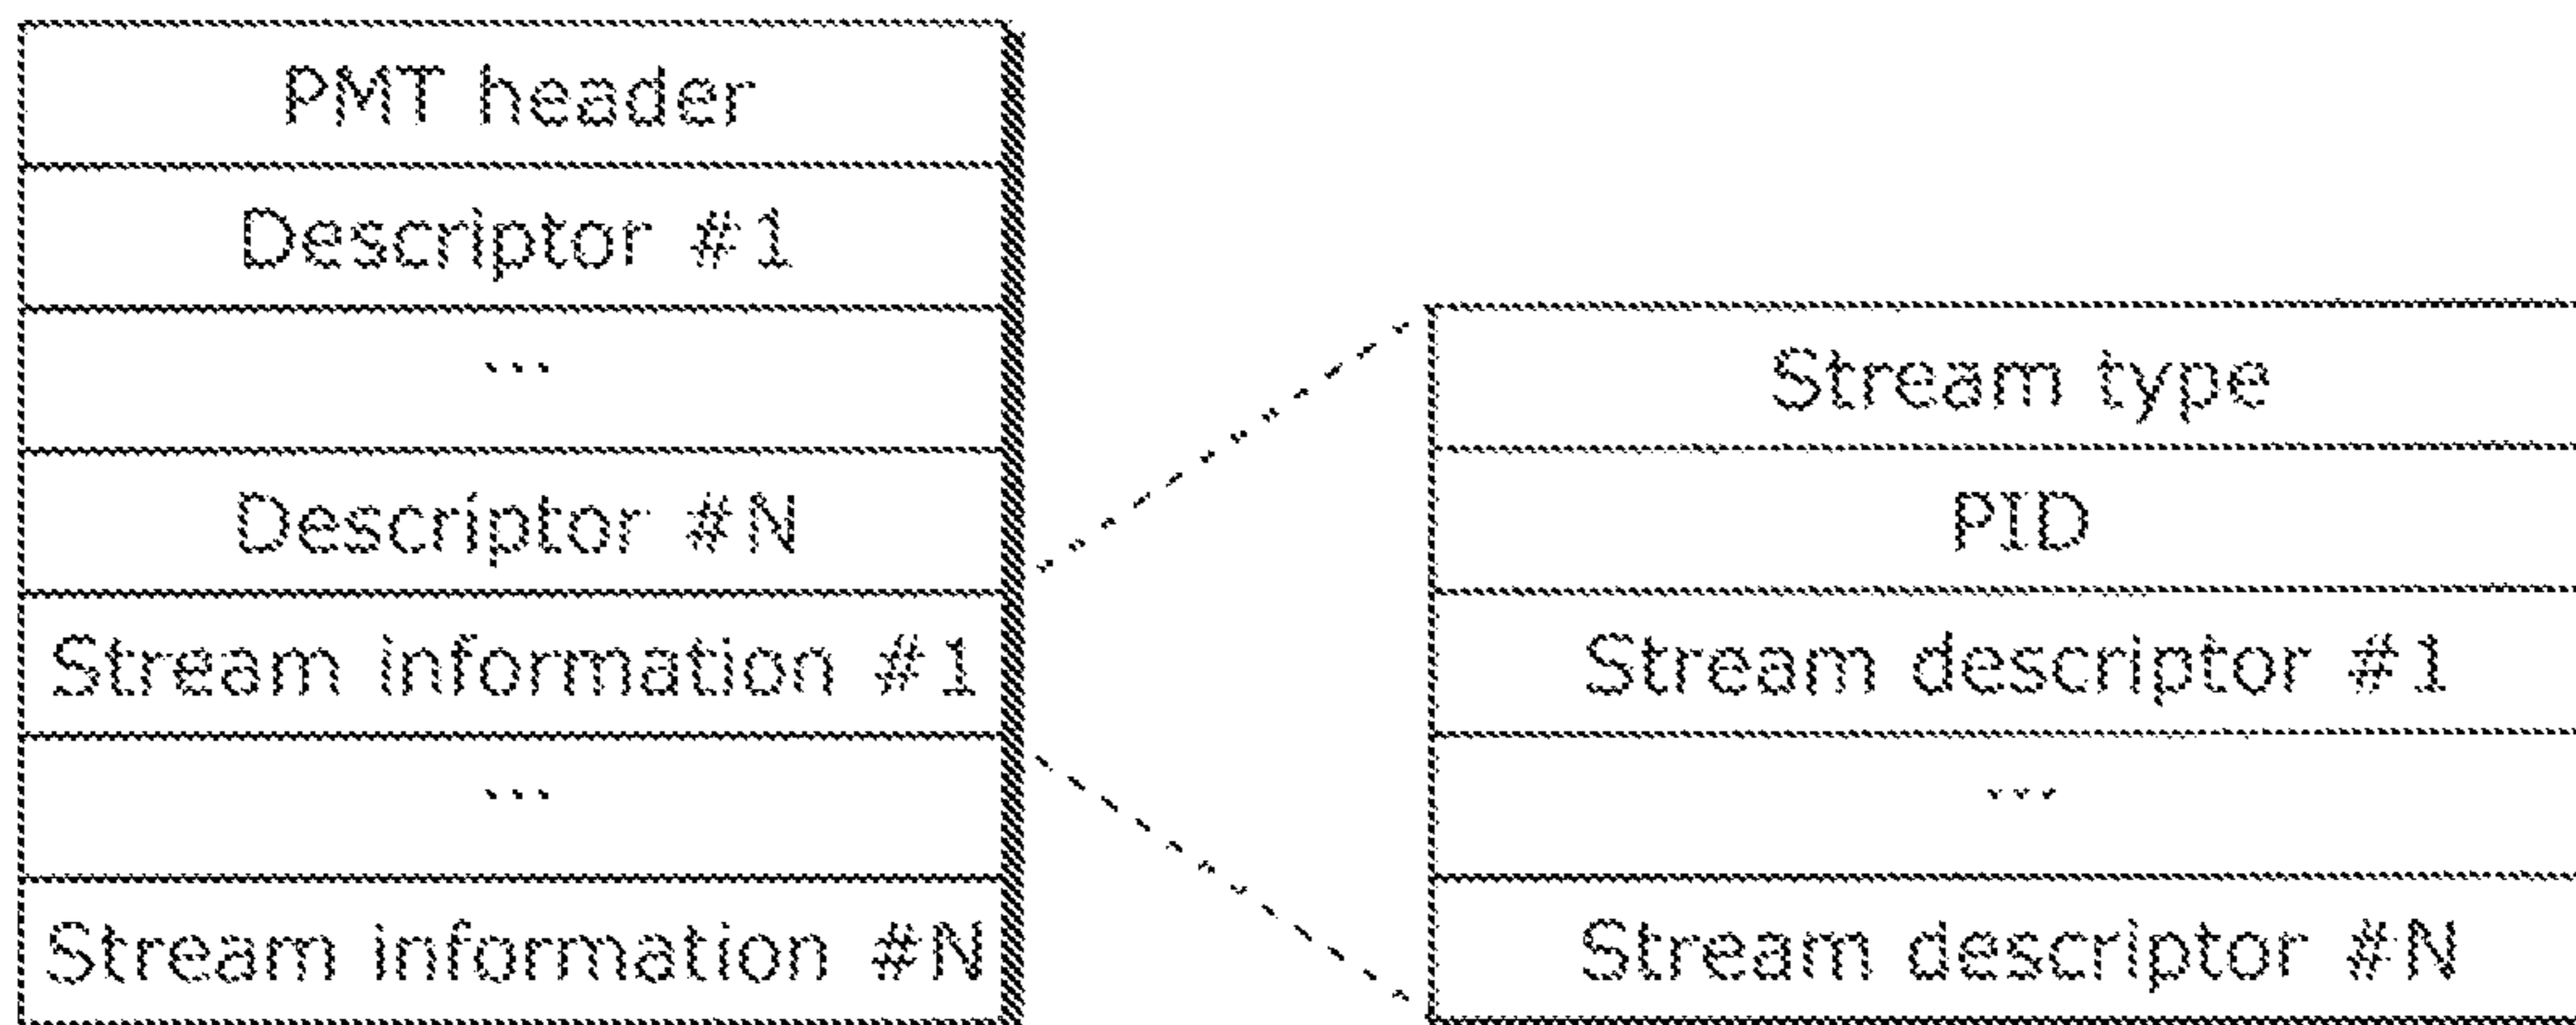 PMT header
Descriptor #1
...
Descriptor #N
Stream information #1
...
Stream information #N
Stream type
PID
Stream descriptor #1
...
Stream descriptor #N